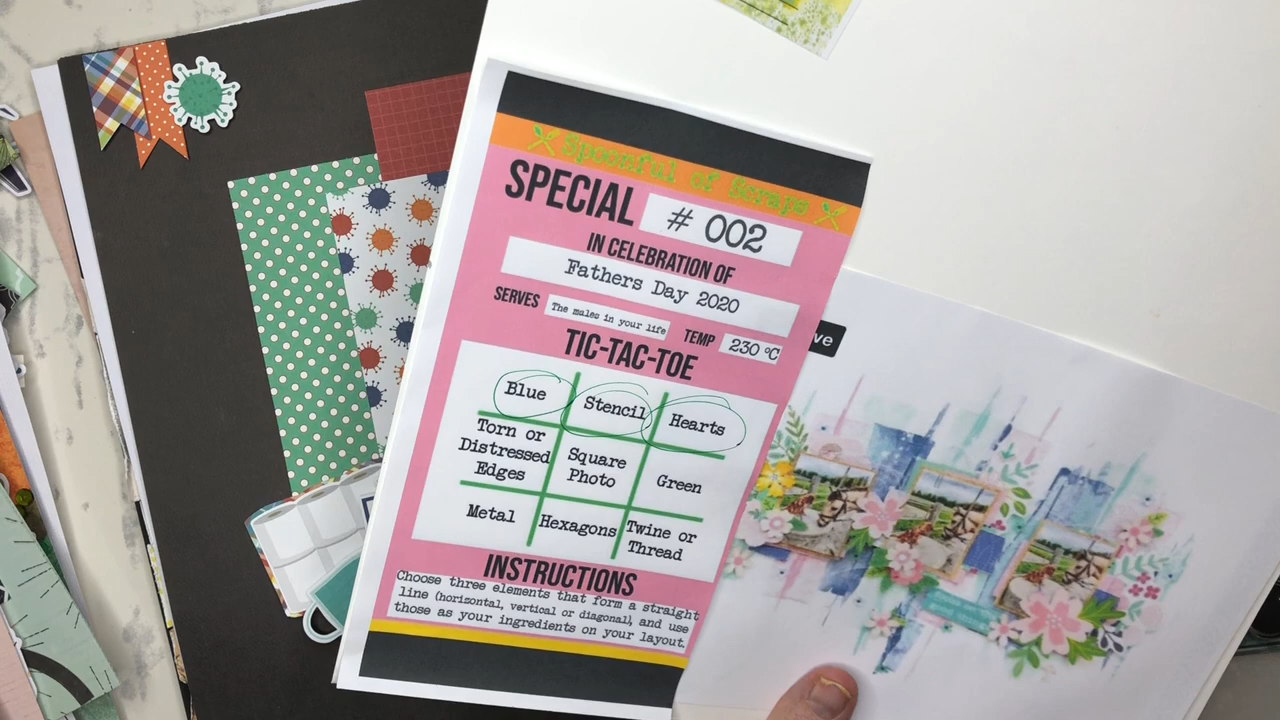 Spoonful of Scraps
SPECIAL # 002
IN CELEBRATION OF
Fathers Day 2020
SERVES The males in your life TEMP 230 ºC
TIC-TAC-TOE
Blue Stencil Hearts
Torn or
Distressed
Edges
Square
Photo
Green
Metal Hexagons Twine or
Thread
INSTRUCTIONS
Choose three elements that form a straight
line (horizontal, vertical or diagonal), and use
those as your ingredients on your layout.
ve